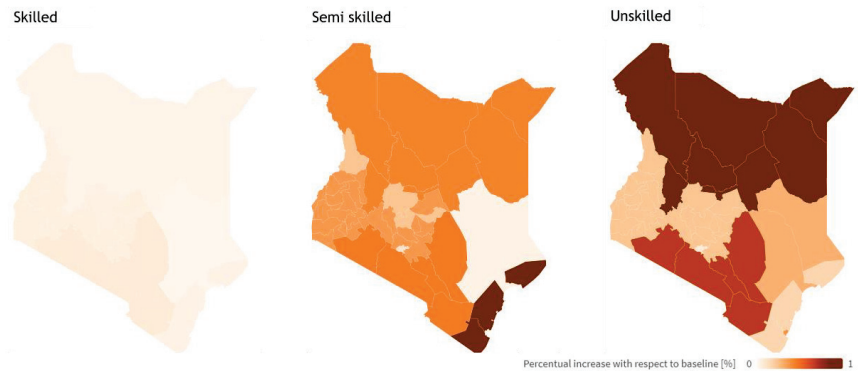 Skilled
Semi skilled
Unskilled
Percentual increase with respect to baseline [%] 0 1